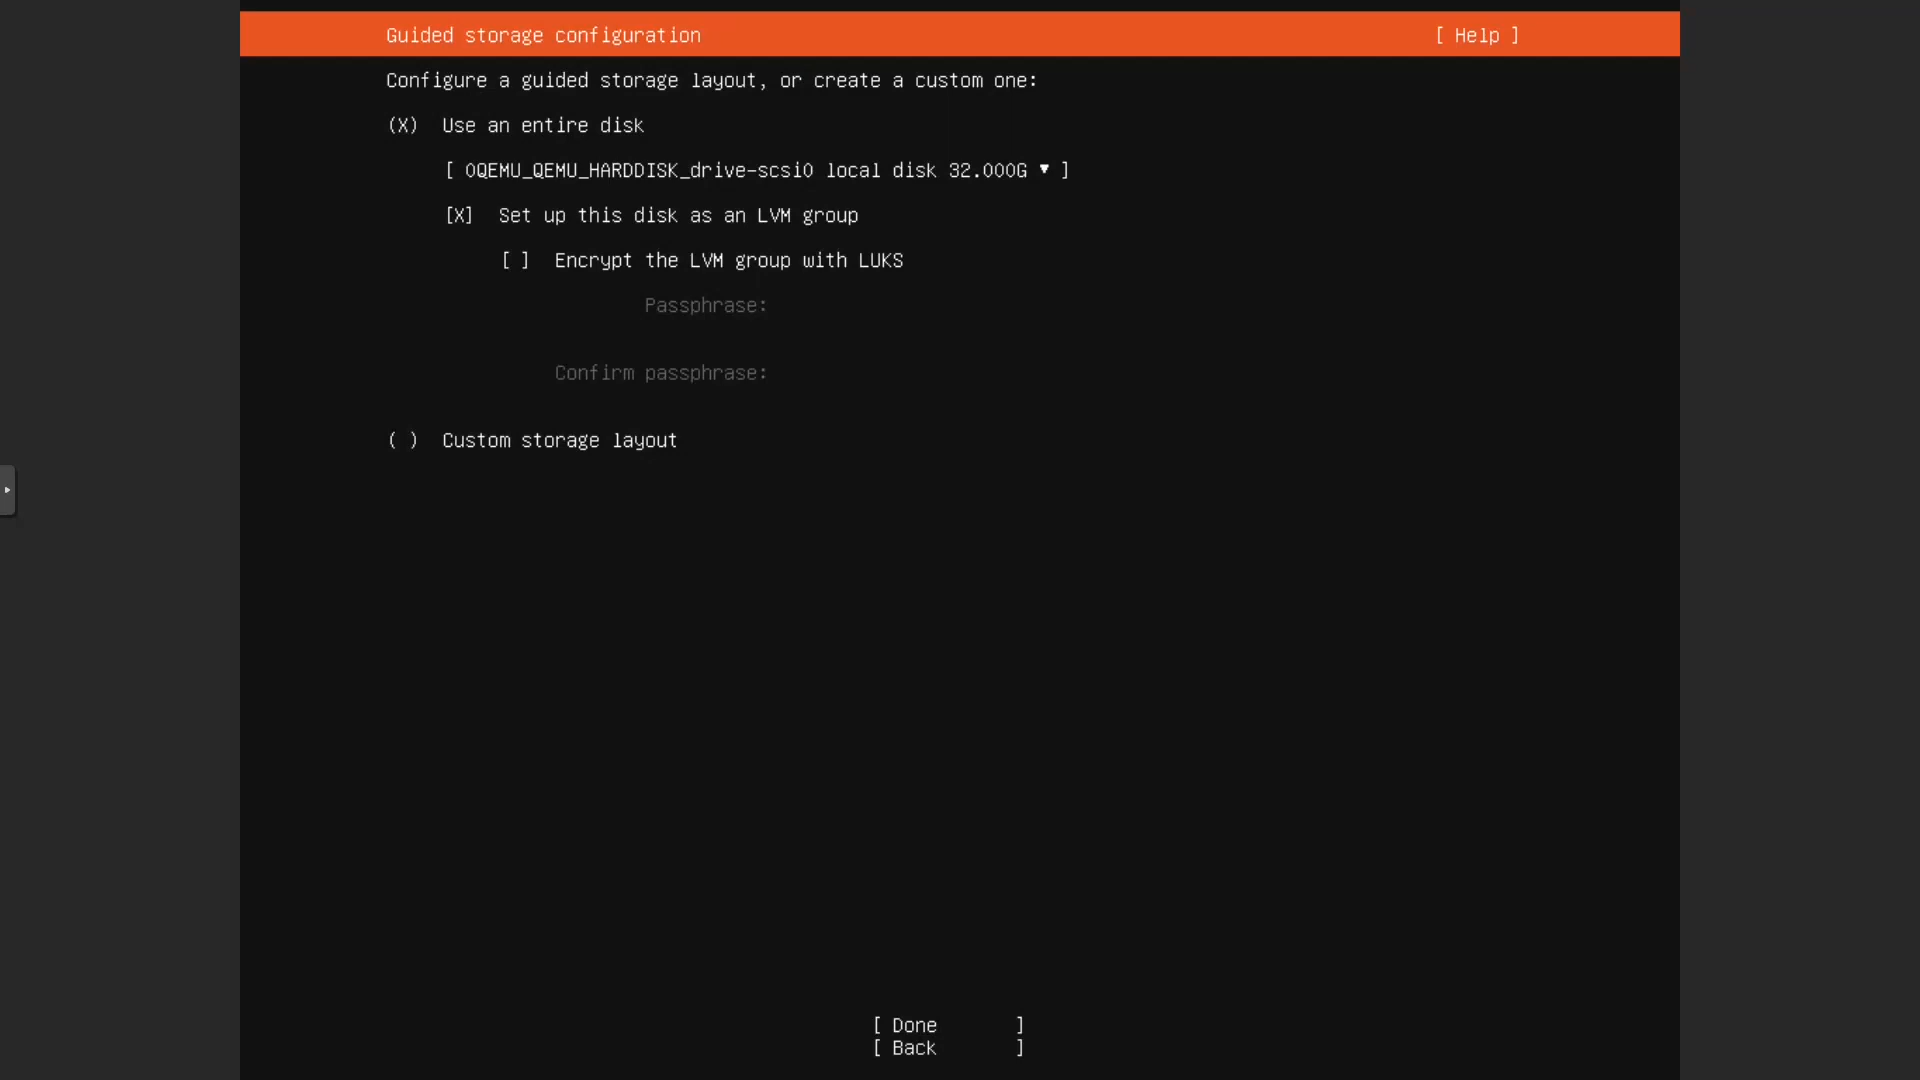 Guided storage configuration [ Help ]
Configure a guided storage layout, or create a custom one:
(X) Use an entire disk
[ 0QEMU_QEMU_HARDDISK_drive-scsi0 local disk 32.000G ▾ ]
[X] Set up this disk as an LVM group
[ ] Encrypt the LVM group with LUKS
Passphrase:
Confirm passphrase:
( ) Custom storage layout
[ Done ]
[ Back ]